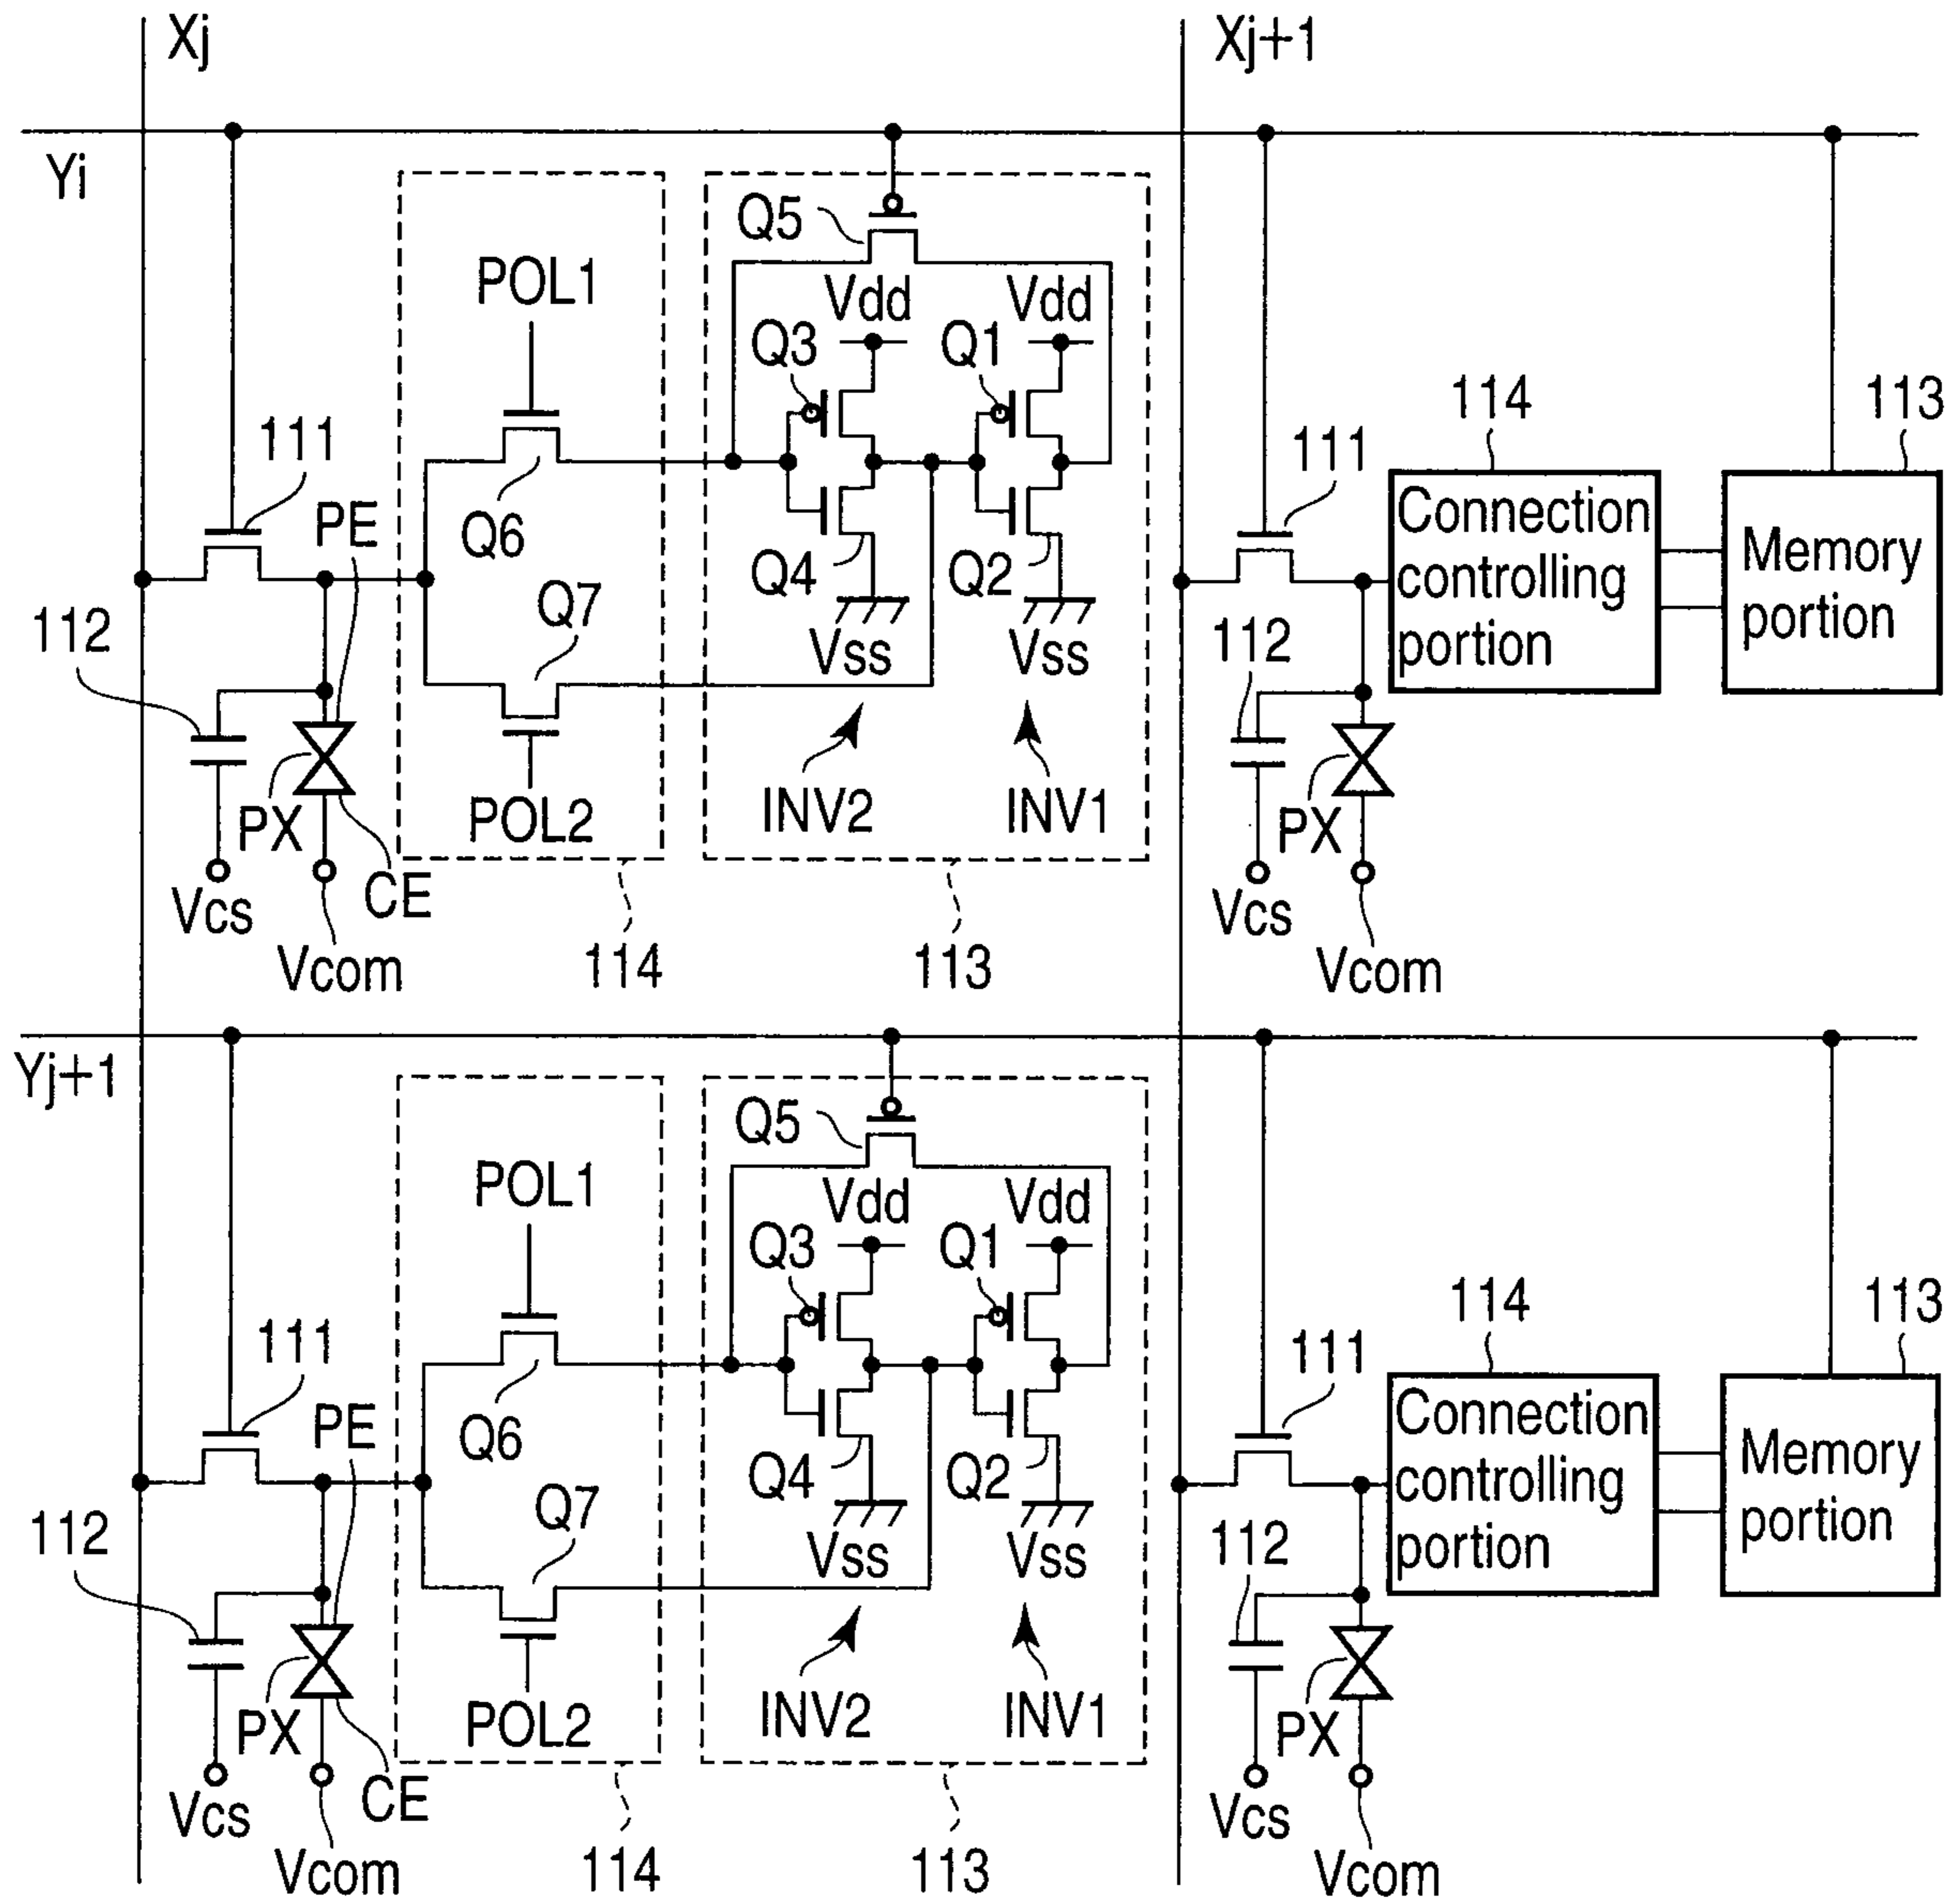 Xj
Xj+1
Yi
Q5
POL1
Vdd
Vdd
Q3
Q1
114
113
111
111
PE
Q6
Connection
controlling
portion
Memory
portion
Q4
Q2
112
Q7
112
Vss
Vss
PX
POL2
INV2
INV1
PX
Vcs
CE
Vcs
Vcom
114
113
Vcom
Yj+1
Q5
POL1
Vdd
Vdd
Q3
Q1
114
113
111
111
PE
Q6
Connection
controlling
portion
Memory
portion
Q4
Q2
112
Q7
112
Vss
Vss
PX
POL2
INV2
INV1
PX
Vcs
CE
Vcs
Vcom
114
113
Vcom